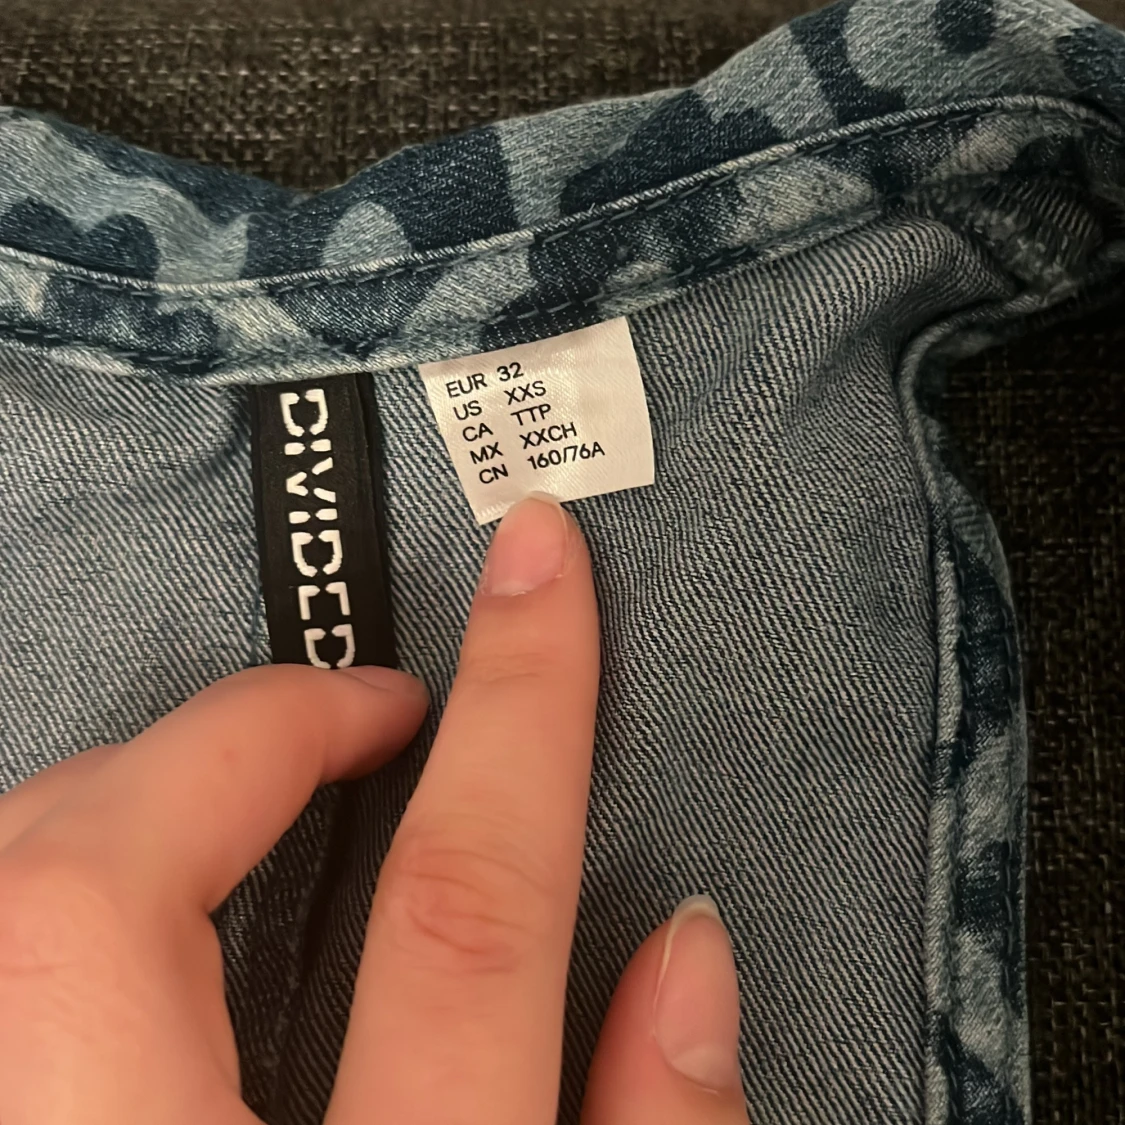 DIVIDED
EUR 32
US XXS
CA TTP
MX XXCH
CN 160/76A